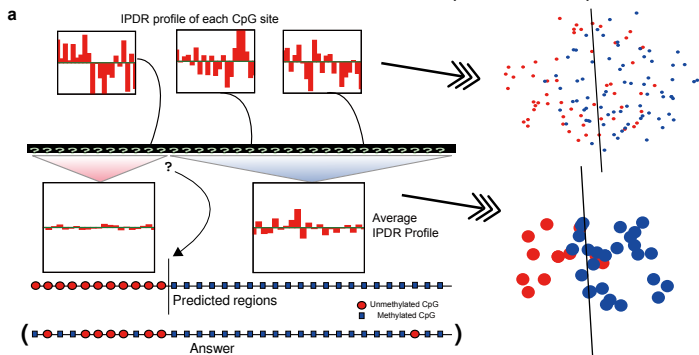 a
IPDR profile of each CpG site
? ? ? ? ? ? ? ? ? ? ? ? ? ? ? ? ? ? ? ? ? ? ? ? ? ? ? ? ? ? ? ? ? ?
?
Average
IPDR Profile
Predicted regions
Unmethylated CpG
Methylated CpG
( )
Answer